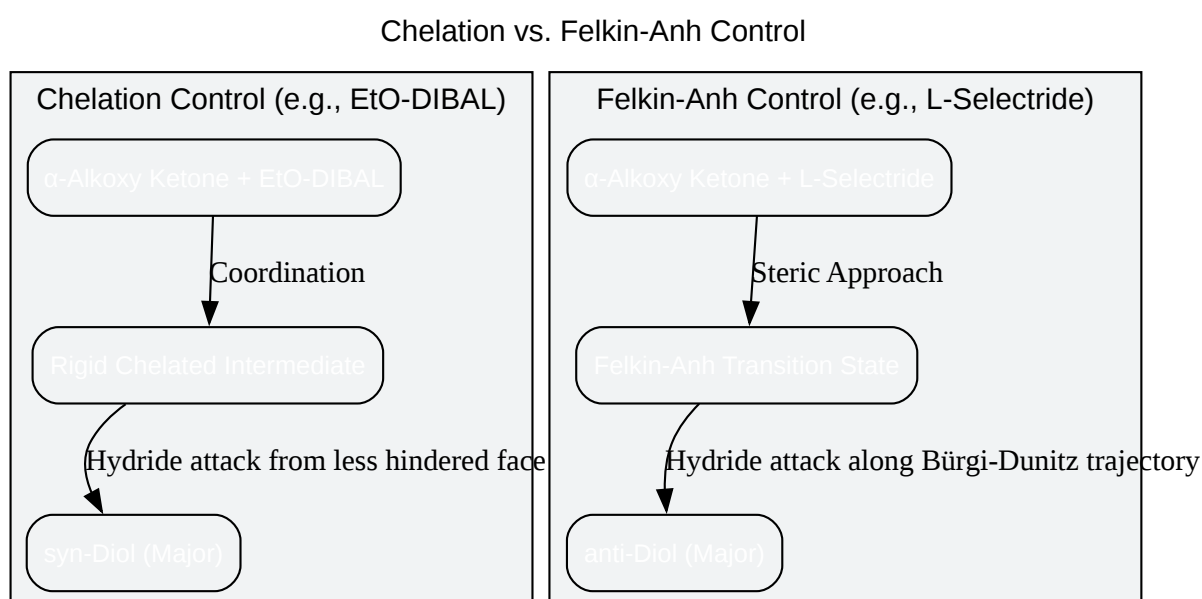 Chelation vs. Felkin-Anh Control
Chelation Control (e.g., EtO-DIBAL)
α-Alkoxy Ketone + EtO-DIBAL
Coordination
Rigid Chelated Intermediate
Hydride attack from less hindered face
syn-Diol (Major)
Felkin-Anh Control (e.g., L-Selectride)
α-Alkoxy Ketone + L-Selectride
Steric Approach
Felkin-Anh Transition State
Hydride attack along Bürgi-Dunitz trajectory
anti-Diol (Major)